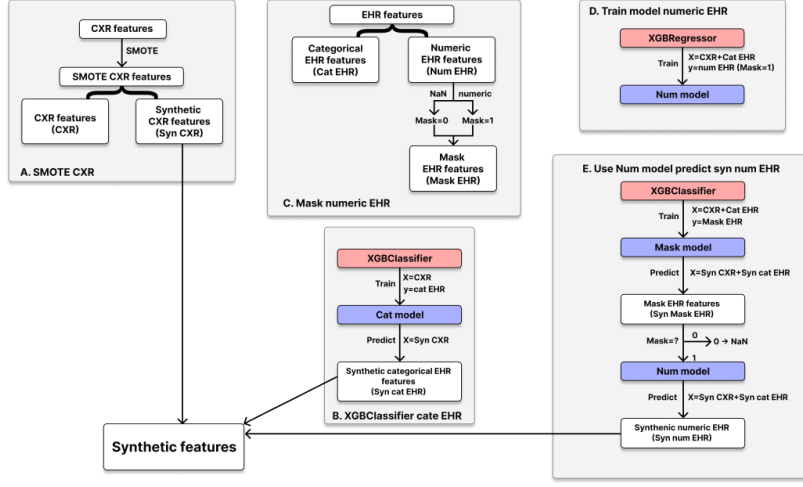 CXR features
SMOTE
SMOTE CXR features
CXR features
(CXR)
Synthetic
CXR features
(Syn CXR)
A. SMOTE CXR
EHR features
Categorical
EHR features
(Cat EHR)
Numeric
EHR features
(Num EHR)
NaN
numeric
Mask=0
Mask=1
Mask
EHR features
(Mask EHR)
C. Mask numeric EHR
D. Train model numeric EHR
XGBRegressor
Train
X=CXR+Cat EHR
y=num EHR (Mask=1)
Num model
XGBClassifier
Train
X=CXR
y=cat EHR
Cat model
Predict
X=Syn CXR
Synthetic categorical EHR
features
(Syn cat EHR)
B. XGBClassifier cate EHR
E. Use Num model predict syn num EHR
XGBClassifier
Train
X=CXR+Cat EHR
y=Mask EHR
Mask model
Predict
X=Syn CXR+Syn cat EHR
Mask EHR features
(Syn Mask EHR)
Mask=?
0
0 → NaN
1
Num model
Predict
X=Syn CXR+Syn cat EHR
Synthenic numeric EHR
(Syn num EHR)
Synthetic features